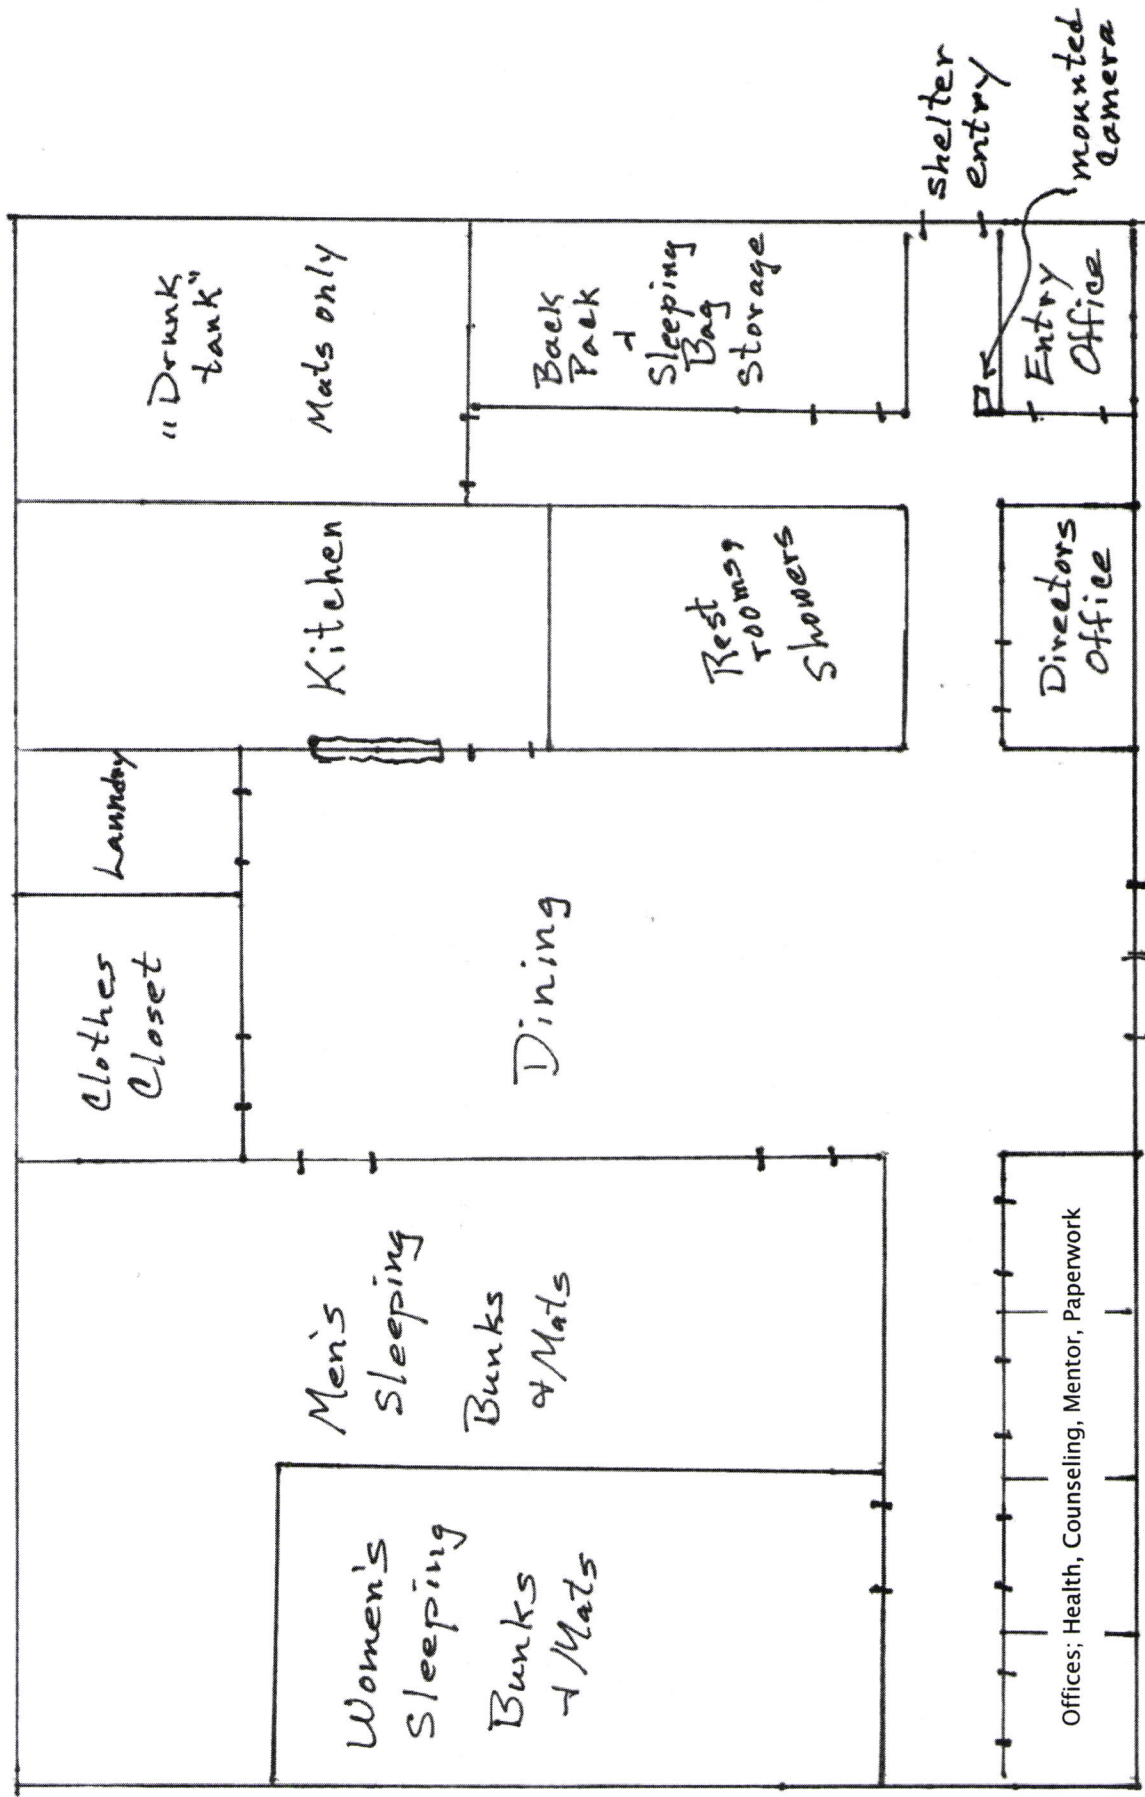 Women's
Sleeping
Bunks
+ Mats
Men's
Sleeping
Bunks
& Mats
Clothes
Closet
Laundry
Dining
Kitchen
Rest
rooms,
Showers
"Drunk
tank"
Mats only
Back
Pack
+
Sleeping
Bag
Storage
shelter
entry
mounted
camera
Entry
Office
Directors
Office
Offices; Health, Counseling, Mentor, Paperwork